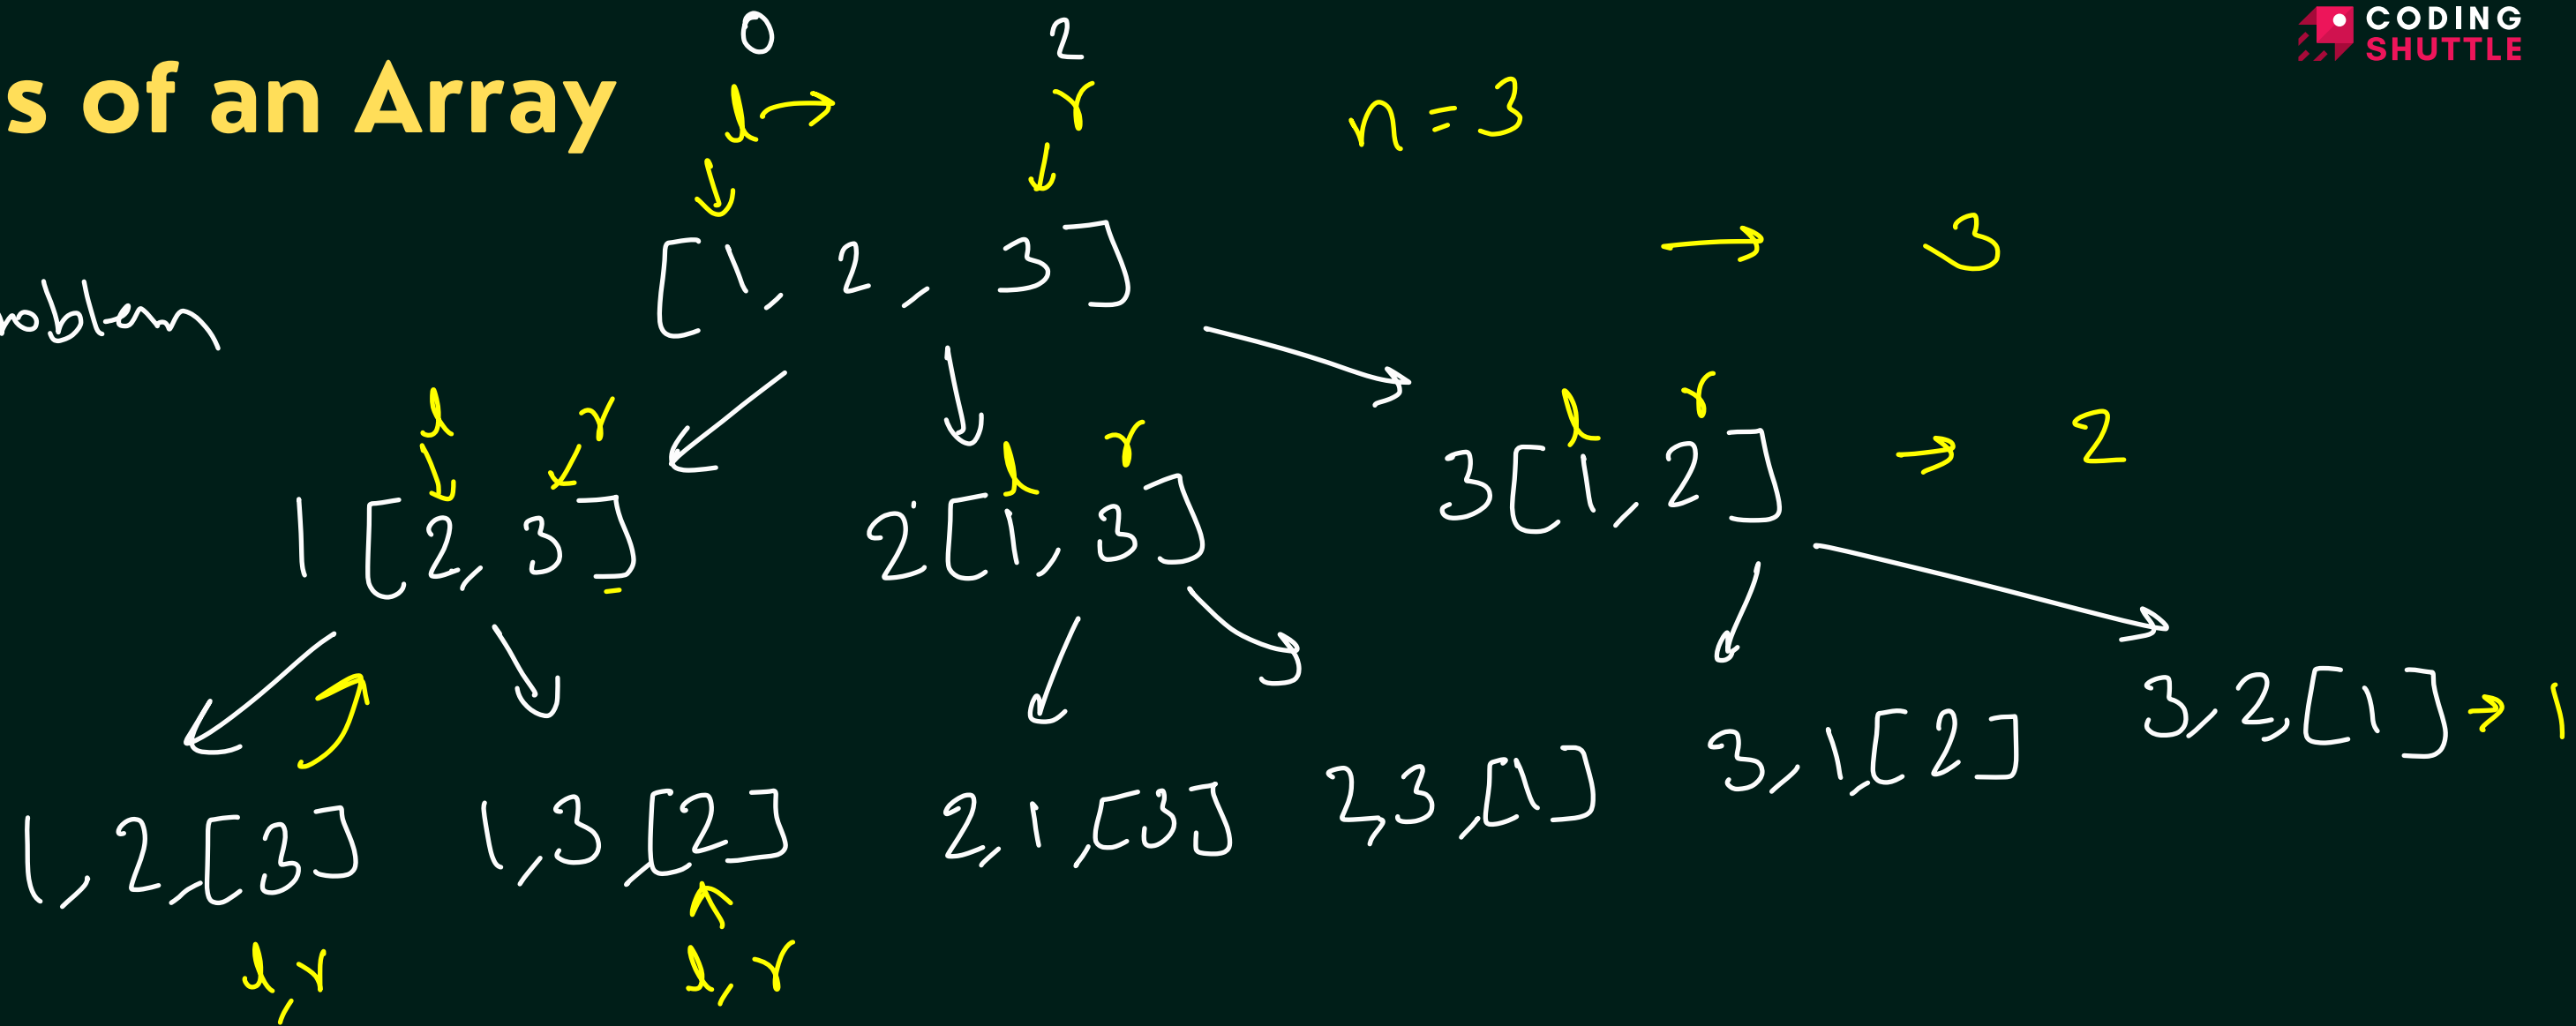 CODING
SHUTTLE
0 2
s of an Array
l r
n = 3
[1, 2, 3]
3
roblem
l r
l r
l r
1 [2, 3]
2 [1, 3]
3 [1, 2]
2
1, 2, [3]
1, 3, [2]
2, 1, [3]
2, 3, [1]
3, 1, [2]
3, 2, [1]
1
l, r
l, r